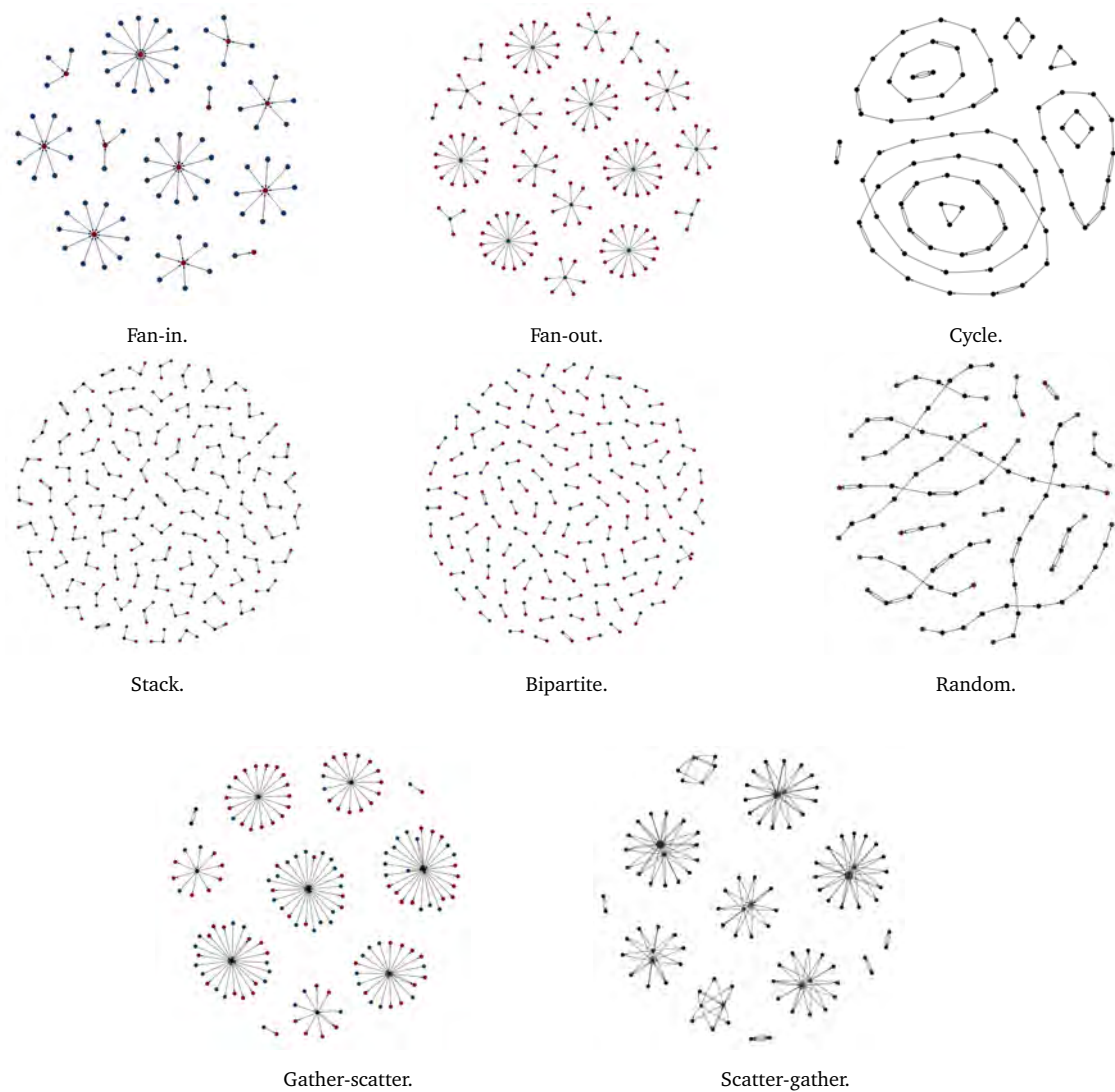 Fan-in.
Fan-out.
Cycle.
Stack.
Bipartite.
Random.
Gather-scatter.
Scatter-gather.